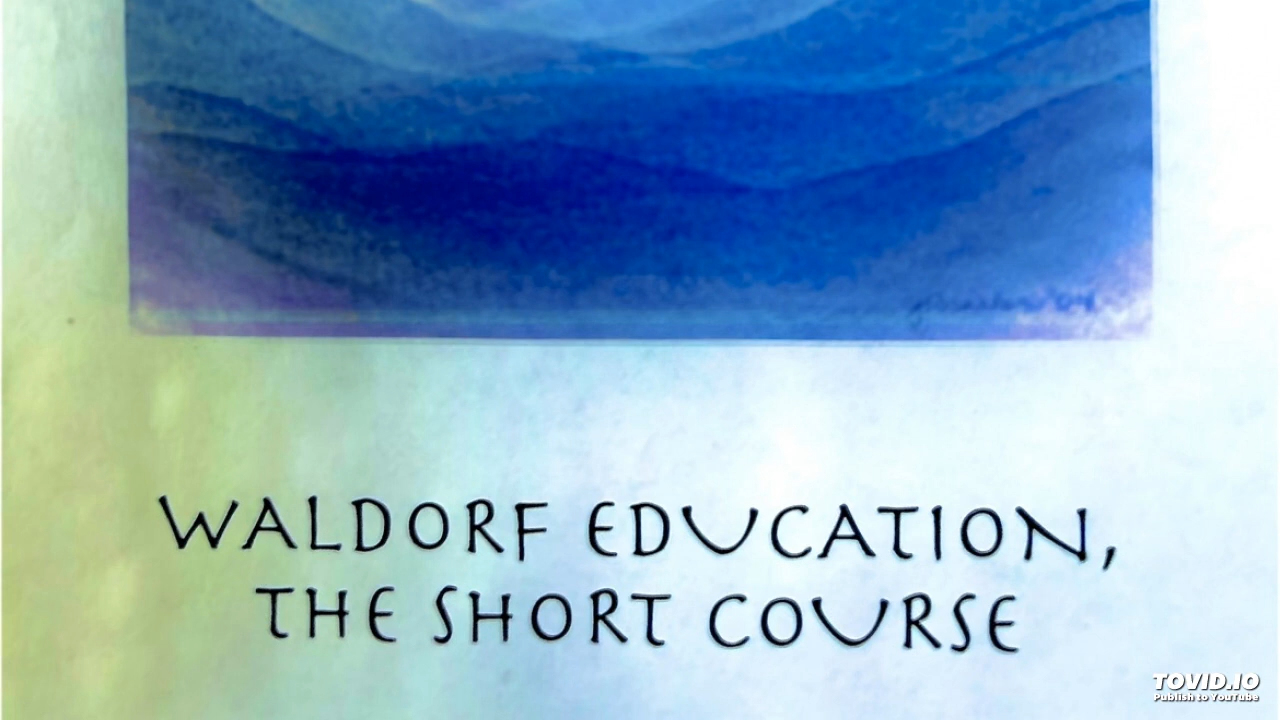 WALDORF EDUCATION,
THE SHORT COURSE
TOVID.IO
Publish to YouTube